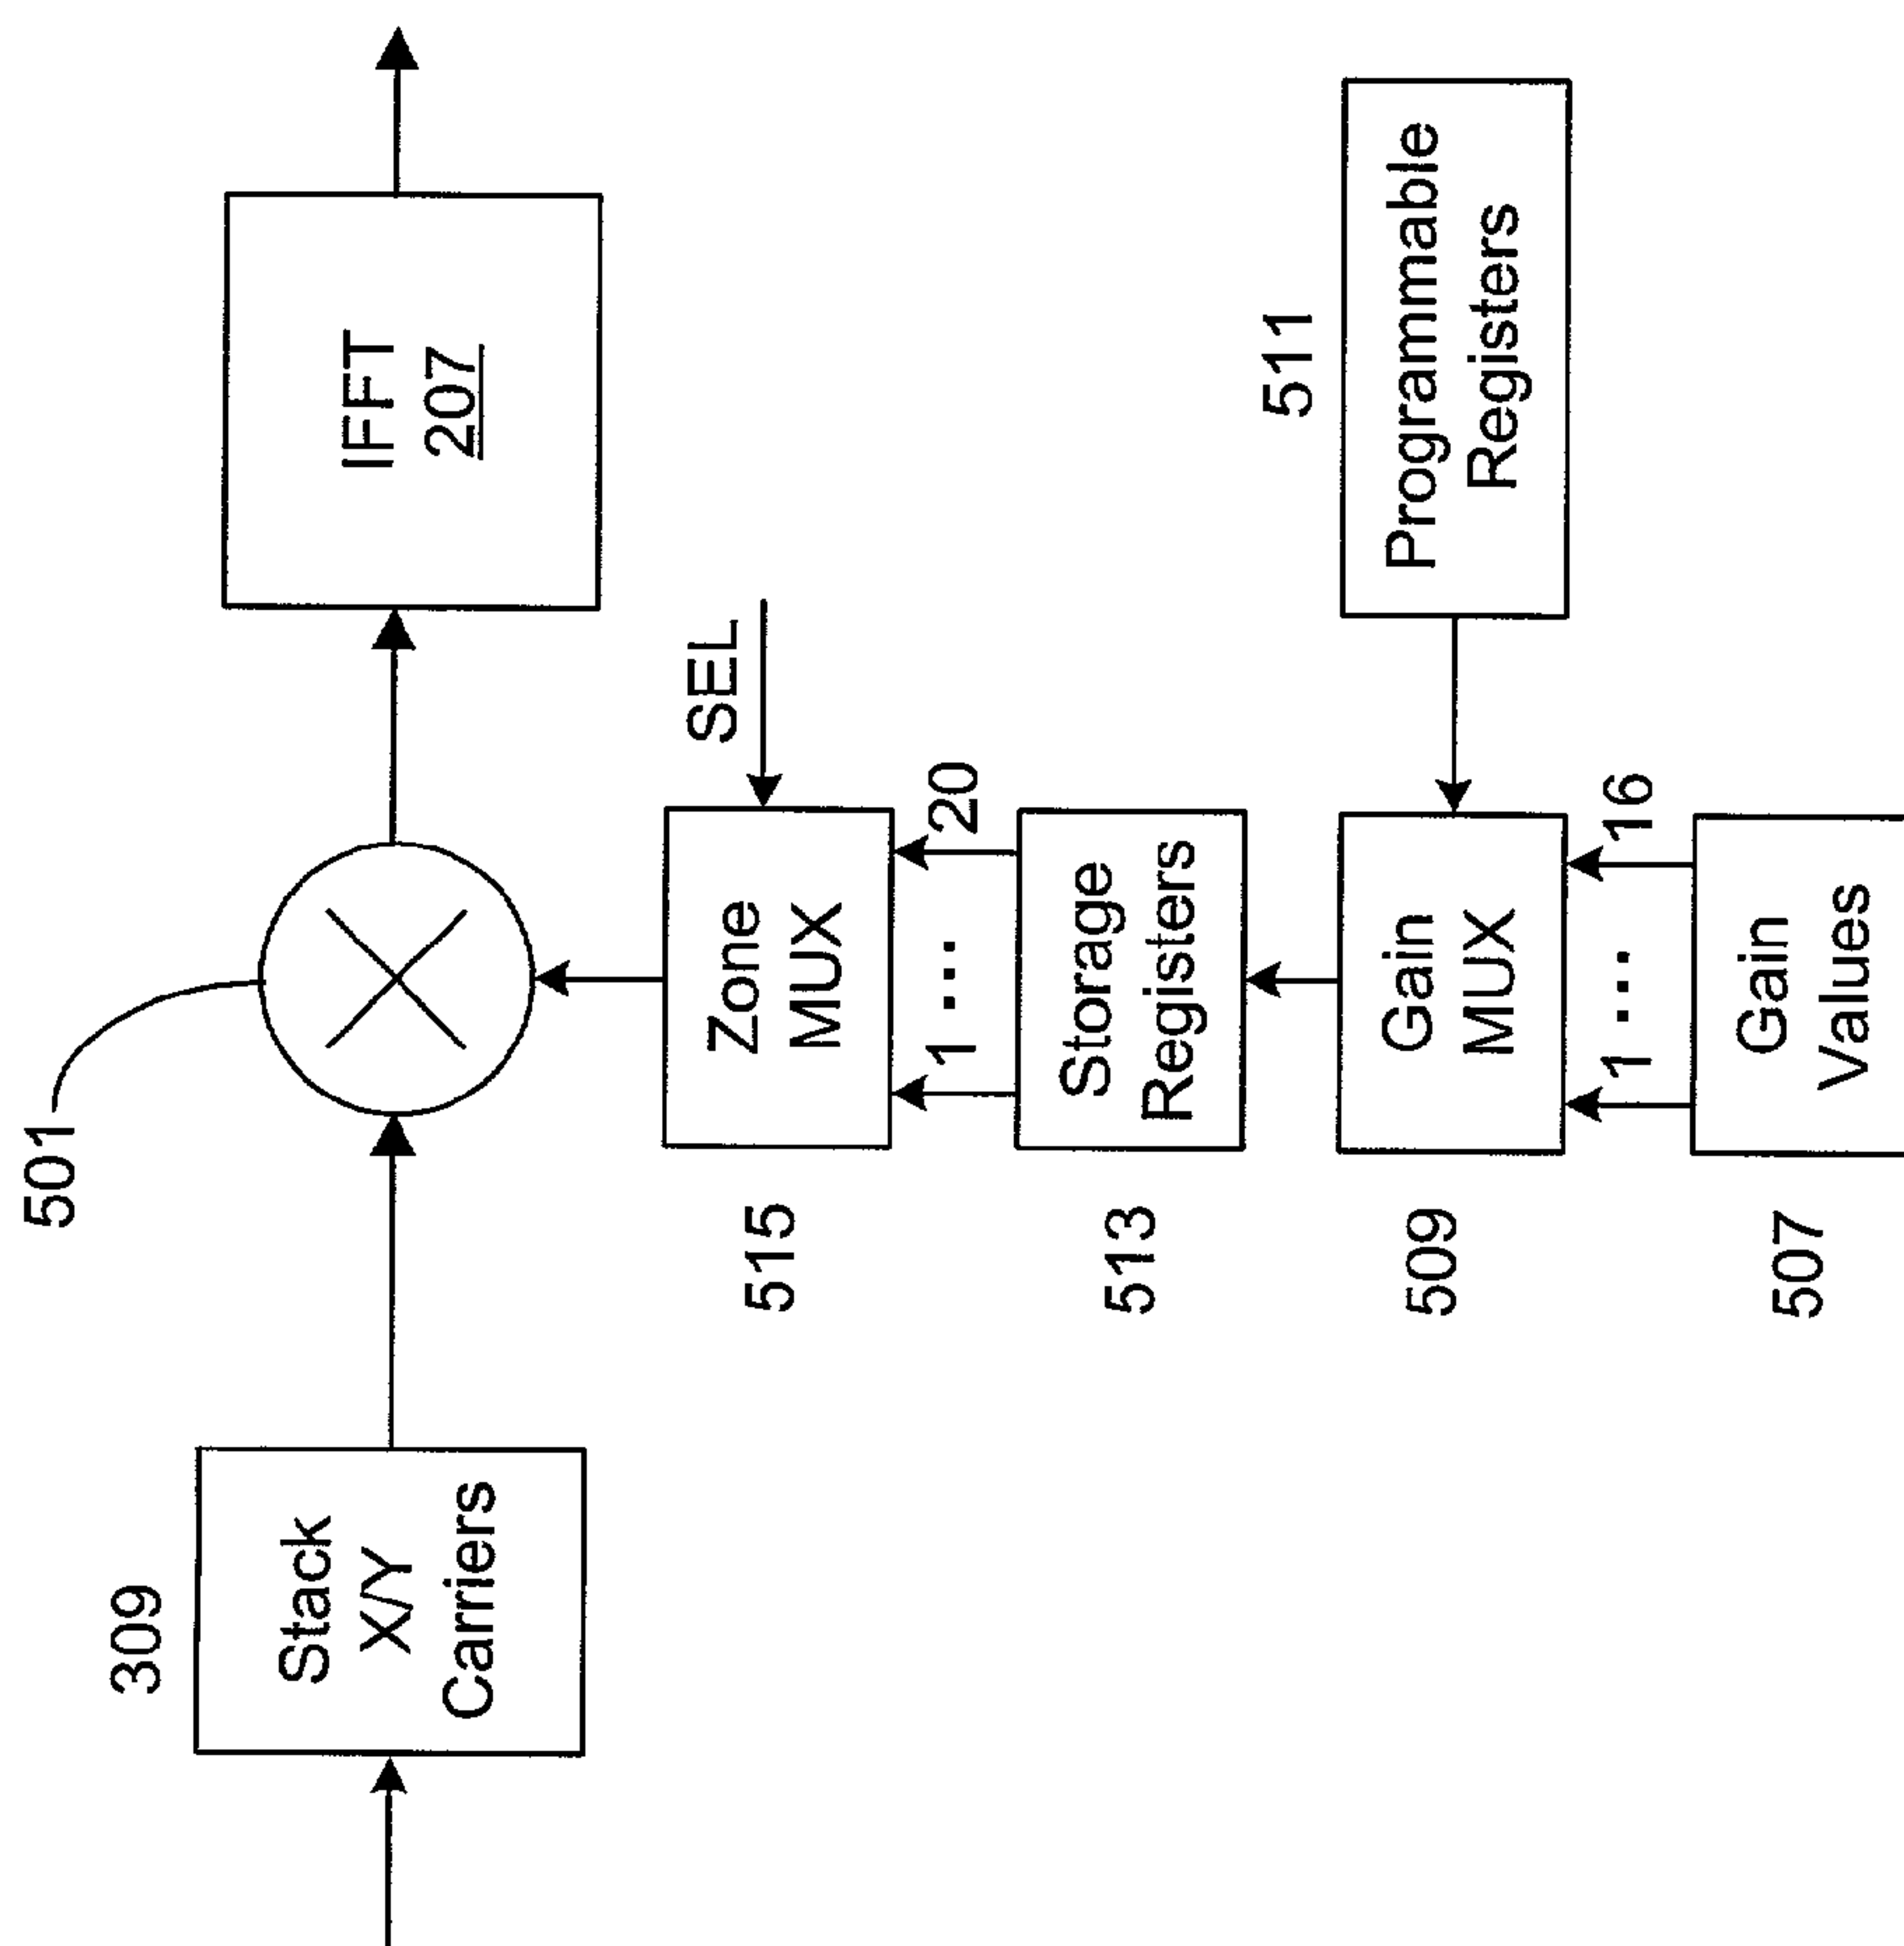 501
309
Stack
X/Y
Carriers
IFFT
207
SEL
515
Zone
MUX
1 ... 20
513
Storage
Registers
511
Programmable
Registers
509
Gain
MUX
1 ... 16
507
Gain
Values